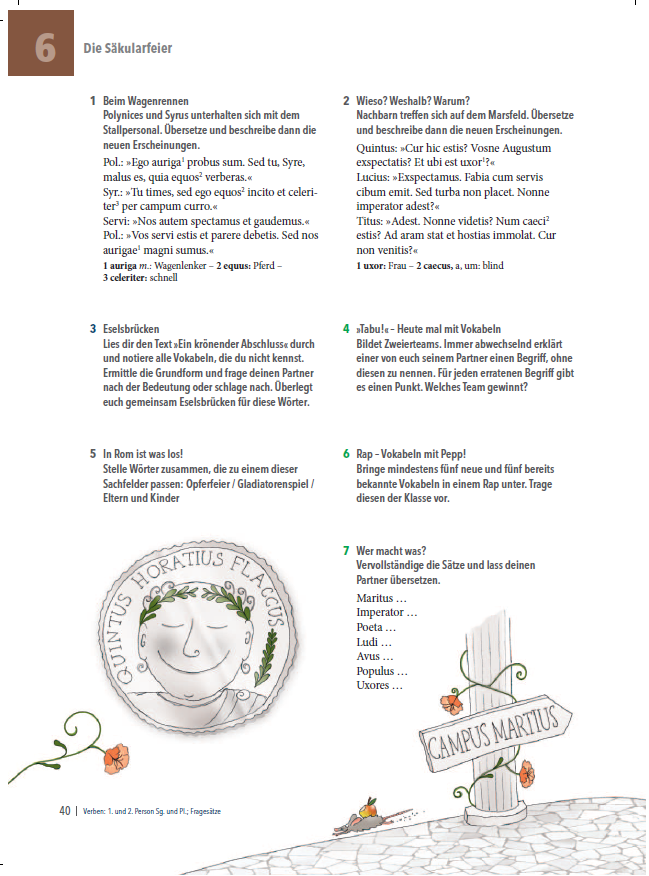 6
Die Säkularfeier
1 Beim Wagenrennen
Polynices und Syrus unterhalten sich mit dem
Stallpersonal. Übersetze und beschreibe dann die
neuen Erscheinungen.
Pol.: »Ego auriga¹ probus sum. Sed tu, Syre,
malus es, quia equos² verberas.«
Syr.: »Tu times, sed ego equos² incito et celeri-
ter³ per campum curro.«
Servi: »Nos autem spectamus et gaudemus.«
Pol.: »Vos servi estis et parere debetis. Sed nos
aurigae¹ magni sumus.«
1 auriga m.: Wagenlenker – 2 equus: Pferd –
3 celeriter: schnell
2 Wieso? Weshalb? Warum?
Nachbarn treffen sich auf dem Marsfeld. Übersetze
und beschreibe dann die neuen Erscheinungen.
Quintus: »Cur hic estis? Vosne Augustum
exspectatis? Et ubi est uxor¹?«
Lucius: »Exspectamus. Fabia cum servis
cibum emit. Sed turba non placet. Nonne
imperator adest?«
Titus: »Adest. Nonne videtis? Num caeci²
estis? Ad aram stat et hostias immolat. Cur
non venitis?«
1 uxor: Frau – 2 caecus, a, um: blind
3 Eselsbrücken
Lies dir den Text »Ein krönender Abschluss« durch
und notiere alle Vokabeln, die du nicht kennst.
Ermittle die Grundform und frage deinen Partner
nach der Bedeutung oder schlage nach. Überlegt
euch gemeinsam Eselsbrücken für diese Wörter.
4 »Tabu!« – Heute mal mit Vokabeln
Bildet Zweierteams. Immer abwechselnd erklärt
einer von euch seinem Partner einen Begriff, ohne
diesen zu nennen. Für jeden erratenen Begriff gibt
es einen Punkt. Welches Team gewinnt?
5 In Rom ist was los!
Stelle Wörter zusammen, die zu einem dieser
Sachfelder passen: Opferfeier / Gladiatorenspiel /
Eltern und Kinder
6 Rap – Vokabeln mit Pepp!
Bringe mindestens fünf neue und fünf bereits
bekannte Vokabeln in einem Rap unter. Trage
diesen der Klasse vor.
7 Wer macht was?
Vervollständige die Sätze und lass deinen
Partner übersetzen.
Maritus …
Imperator …
Poeta …
Ludi …
Avus …
Populus …
Uxores …
QUINTUS HORATIUS FLACCUS
CAMPUS MARTIUS
40 | Verben: 1. und 2. Person Sg. und Pl.; Fragesätze